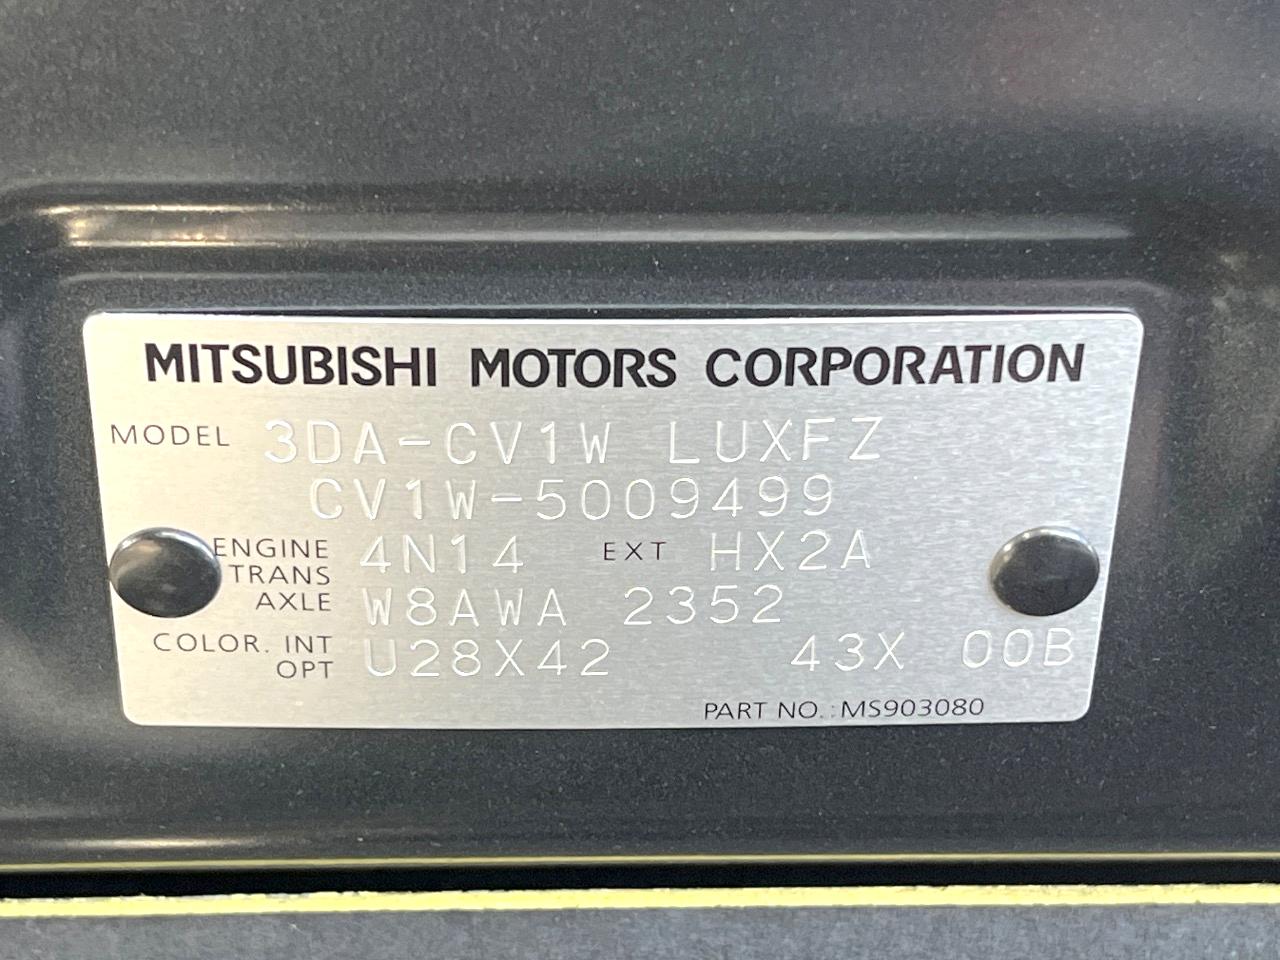 MITSUBISHI MOTORS CORPORATION
MODEL 3DA-CV1W LUXFZ
CV1W-5009499
ENGINE 4N14 EXT HX2A
TRANS
AXLE W8AWA 2352
COLOR. INT
OPT U28X42 43X 00B
PART NO.:MS903080